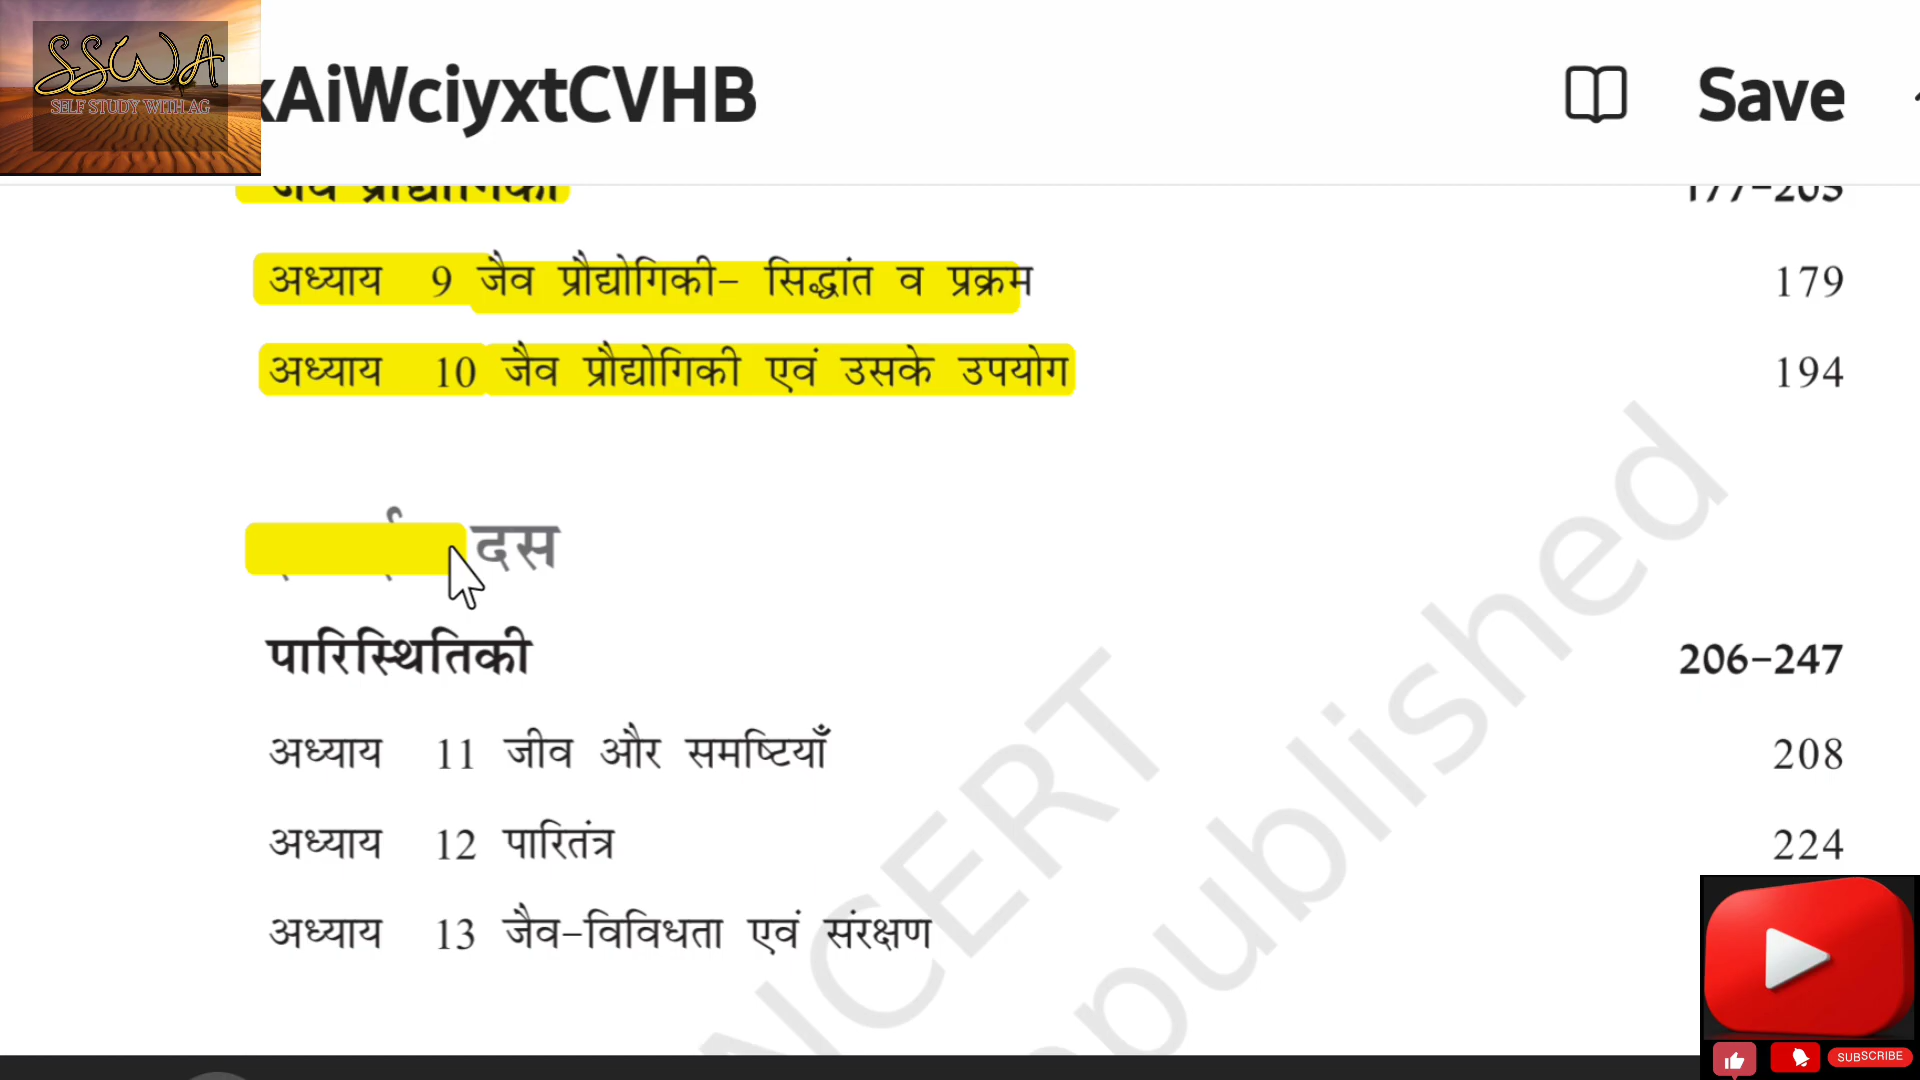 SSWA
SELF STUDY WITH AG
xAiWciyxtCVHB
Save
जैव प्रौद्योगिकी 177–205
अध्याय 9 जैव प्रौद्योगिकी– सिद्धांत व प्रक्रम 179
अध्याय 10 जैव प्रौद्योगिकी एवं उसके उपयोग 194
दस
पारिस्थितिकी 206–247
अध्याय 11 जीव और समष्टियाँ 208
अध्याय 12 पारितंत्र 224
अध्याय 13 जैव–विविधता एवं संरक्षण
NCERT
published
SUBSCRIBE